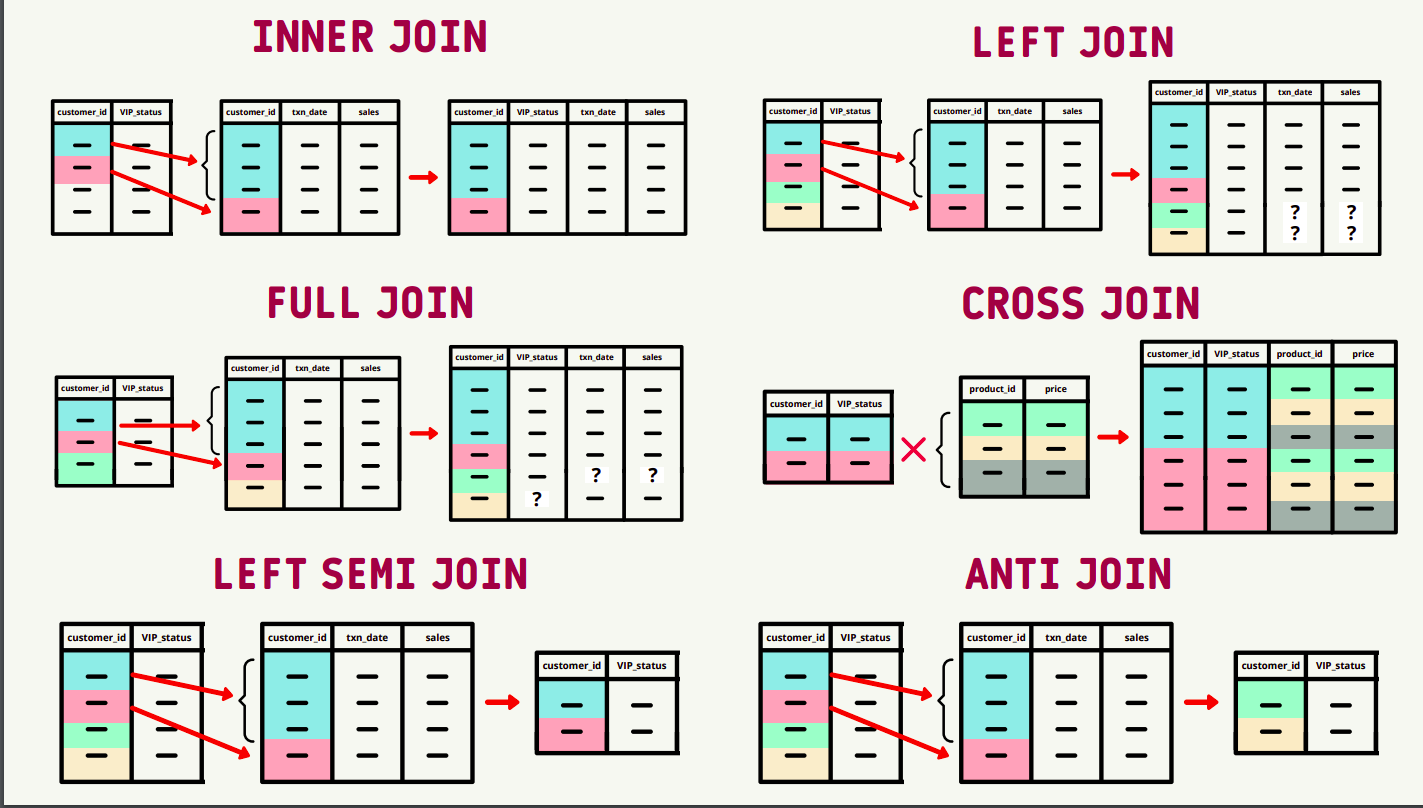 INNER JOIN
customer_id VIP_status
customer_id txn_date sales
customer_id VIP_status txn_date sales
LEFT JOIN
customer_id VIP_status
customer_id txn_date sales
customer_id VIP_status txn_date sales
? ?
? ?
FULL JOIN
customer_id VIP_status
customer_id txn_date sales
customer_id VIP_status txn_date sales
? ?
?
CROSS JOIN
customer_id VIP_status
product_id price
customer_id VIP_status product_id price
LEFT SEMI JOIN
customer_id VIP_status
customer_id txn_date sales
customer_id VIP_status
ANTI JOIN
customer_id VIP_status
customer_id txn_date sales
customer_id VIP_status